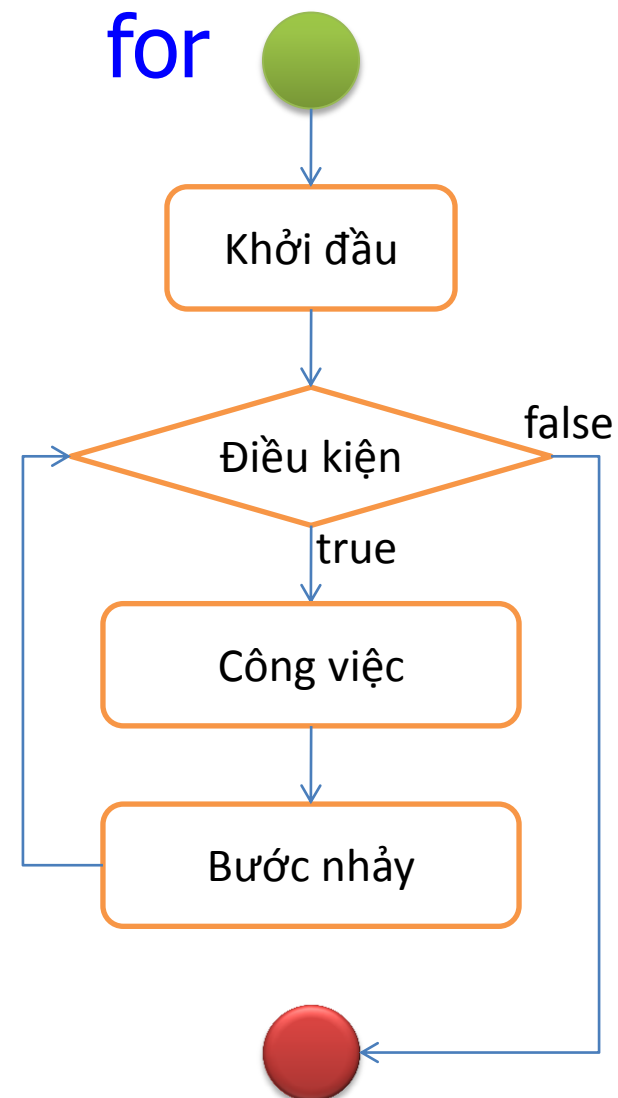 for
Khởi đầu
Điều kiện
false
true
Công việc
Bước nhảy